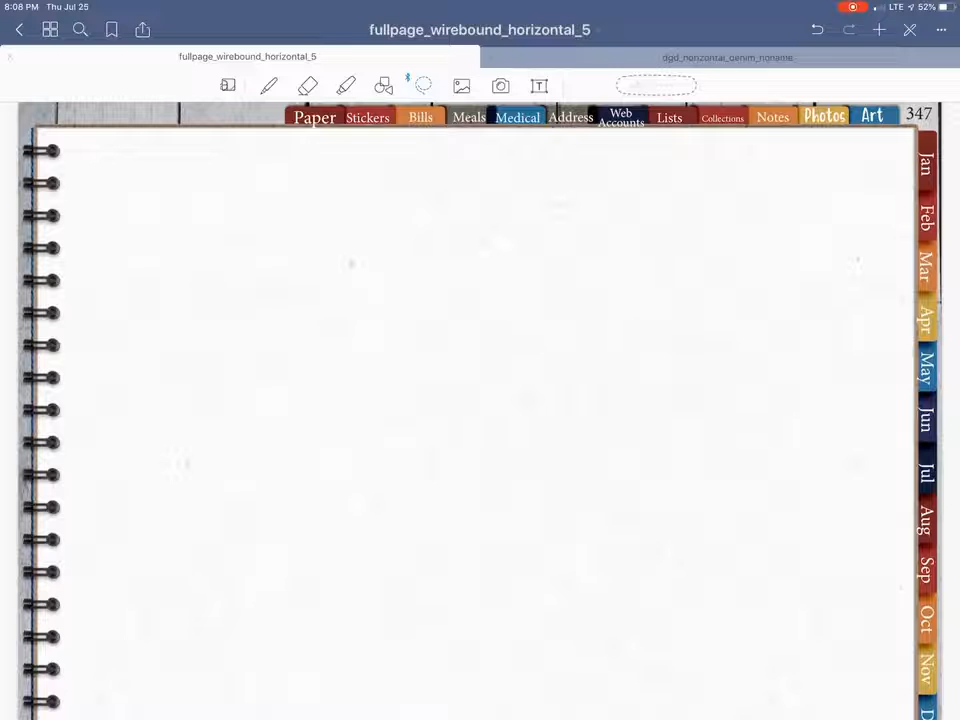 8:08 PM Thu Jul 25
LTE 52%
fullpage_wirebound_horizontal_5
fullpage_wirebound_horizontal_5
dgd_horizontal_denim_noname
T
Paper Stickers Bills Meals Medical Address Web Accounts Lists Collections Notes Photos Art 347
Jan
Feb
Mar
Apr
May
Jun
Jul
Aug
Sep
Oct
Nov
D